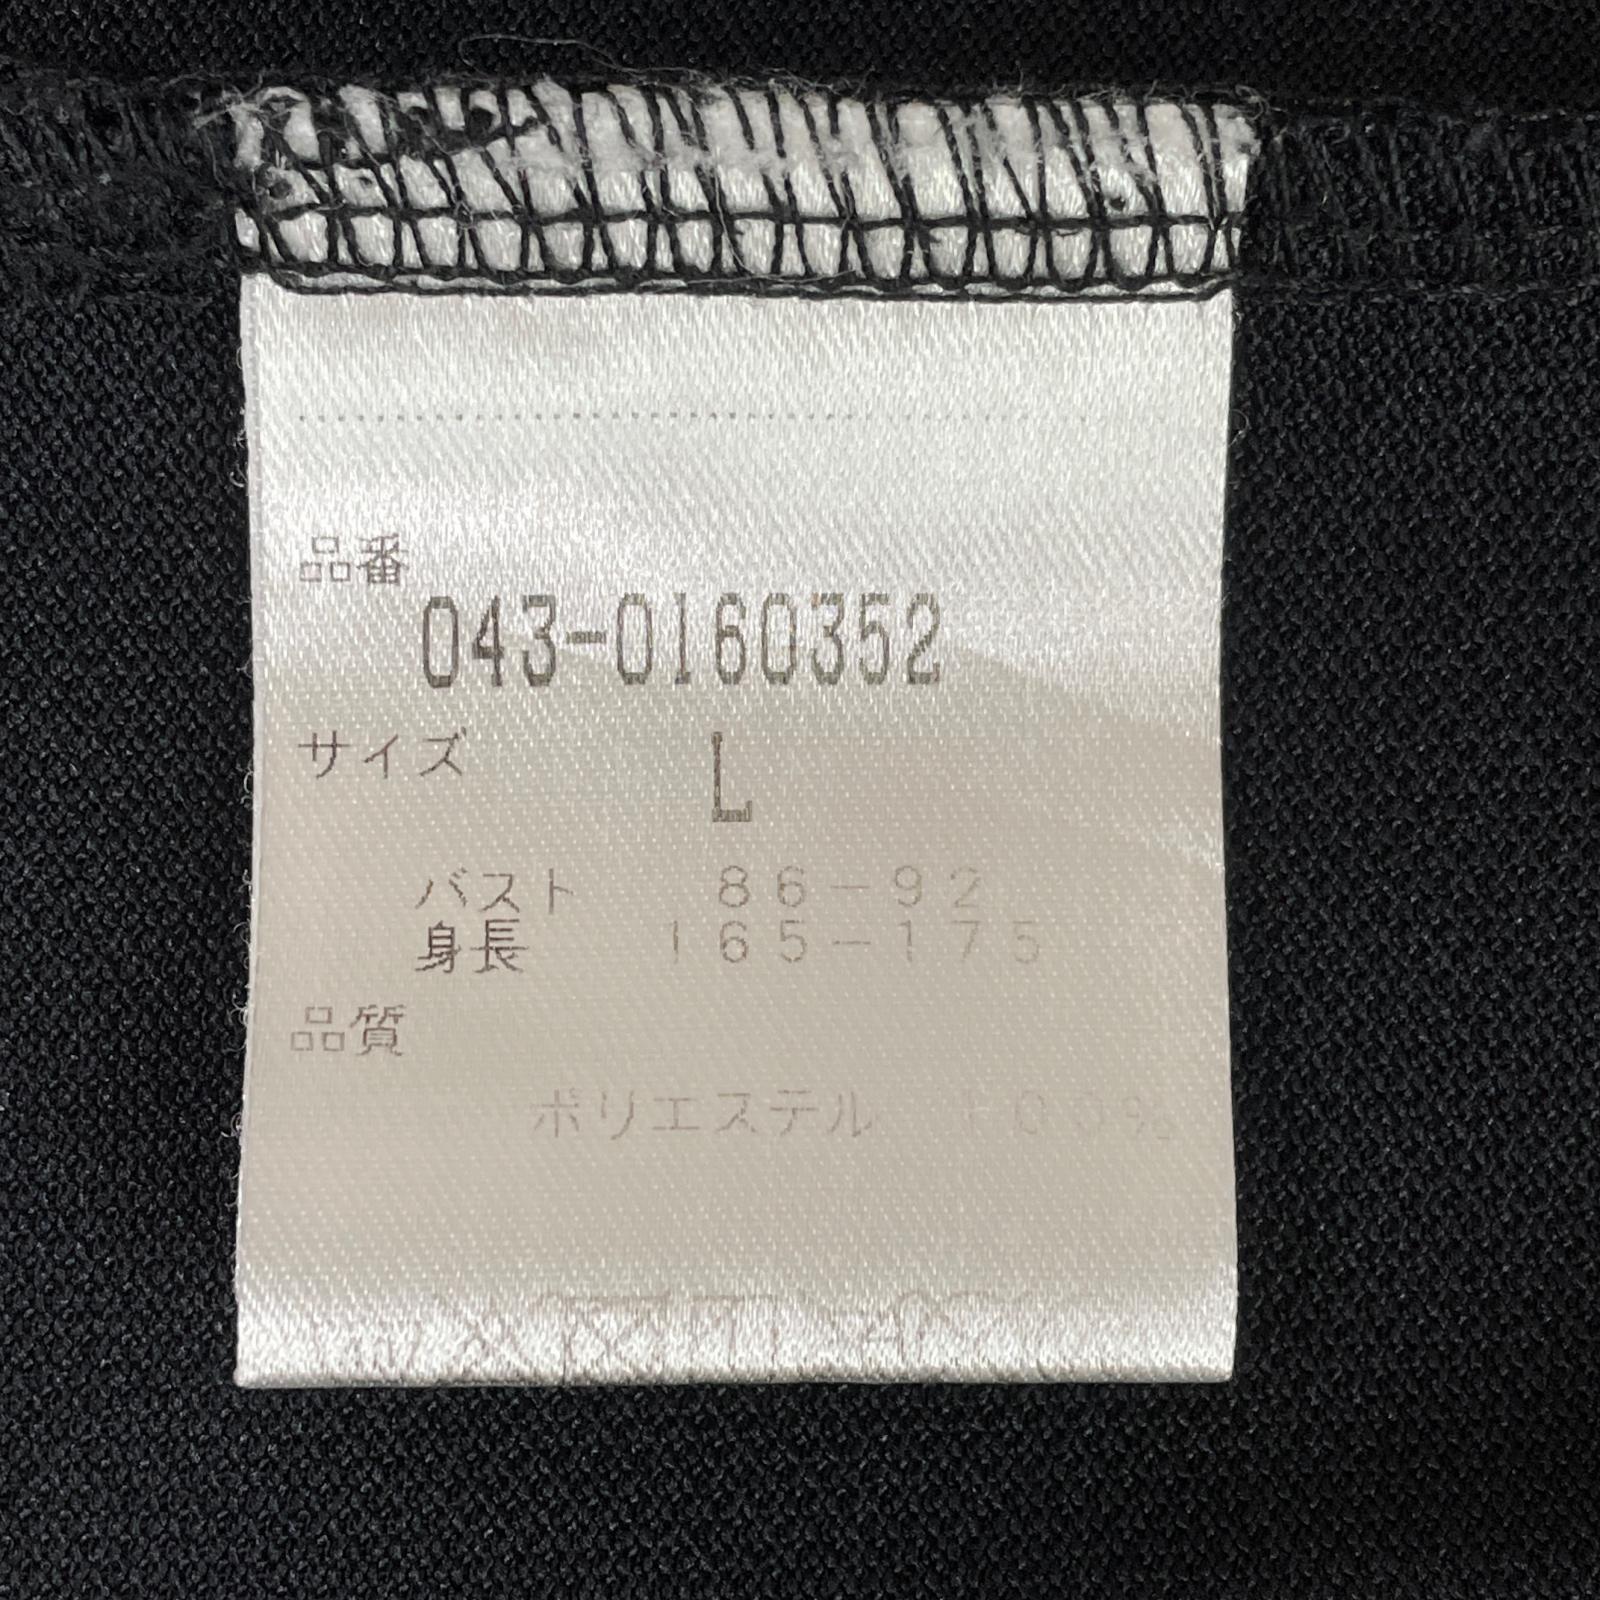 品番
043-0160352
サイズ L
バスト 86-92
身長 165-175
品質
ポリエステル 100%